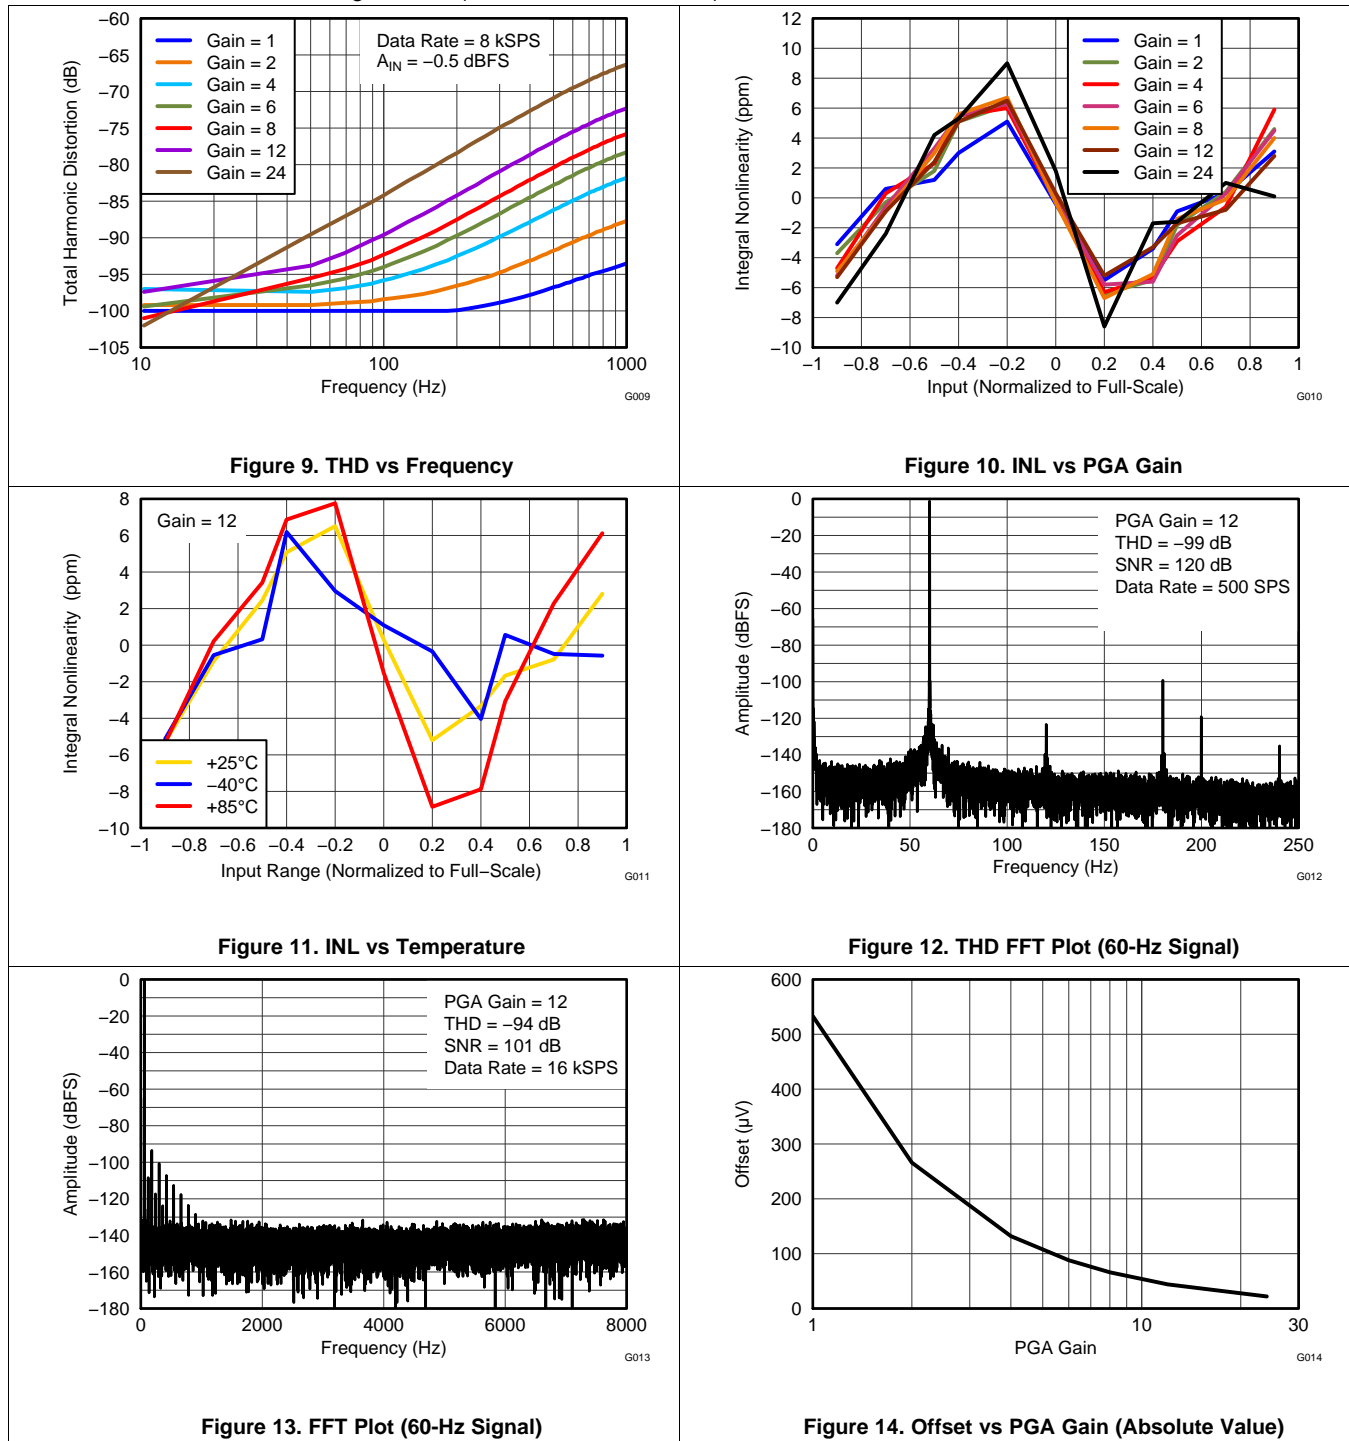 −60
−65
−70
−75
−80
−85
−90
−95
−100
−105
10
100
1000
Total Harmonic Distortion (dB)
Frequency (Hz)
Gain = 1
Gain = 2
Gain = 4
Gain = 6
Gain = 8
Gain = 12
Gain = 24
Data Rate = 8 kSPS
AIN = −0.5 dBFS
G009
Figure 9. THD vs Frequency
12
10
8
6
4
2
0
−2
−4
−6
−8
−10
−1
−0.8
−0.6
−0.4
−0.2
0
0.2
0.4
0.6
0.8
1
Integral Nonlinearity (ppm)
Input (Normalized to Full-Scale)
Gain = 1
Gain = 2
Gain = 4
Gain = 6
Gain = 8
Gain = 12
Gain = 24
G010
Figure 10. INL vs PGA Gain
8
6
4
2
0
−2
−4
−6
−8
−10
−1
−0.8
−0.6
−0.4
−0.2
0
0.2
0.4
0.6
0.8
1
Integral Nonlinearity (ppm)
Input Range (Normalized to Full−Scale)
Gain = 12
+25°C
−40°C
+85°C
G011
Figure 11. INL vs Temperature
0
−20
−40
−60
−80
−100
−120
−140
−160
−180
0
50
100
150
200
250
Amplitude (dBFS)
Frequency (Hz)
PGA Gain = 12
THD = −99 dB
SNR = 120 dB
Data Rate = 500 SPS
G012
Figure 12. THD FFT Plot (60-Hz Signal)
0
−20
−40
−60
−80
−100
−120
−140
−160
−180
0
2000
4000
6000
8000
Amplitude (dBFS)
Frequency (Hz)
PGA Gain = 12
THD = −94 dB
SNR = 101 dB
Data Rate = 16 kSPS
G013
Figure 13. FFT Plot (60-Hz Signal)
600
500
400
300
200
100
0
1
10
30
Offset (µV)
PGA Gain
G014
Figure 14. Offset vs PGA Gain (Absolute Value)